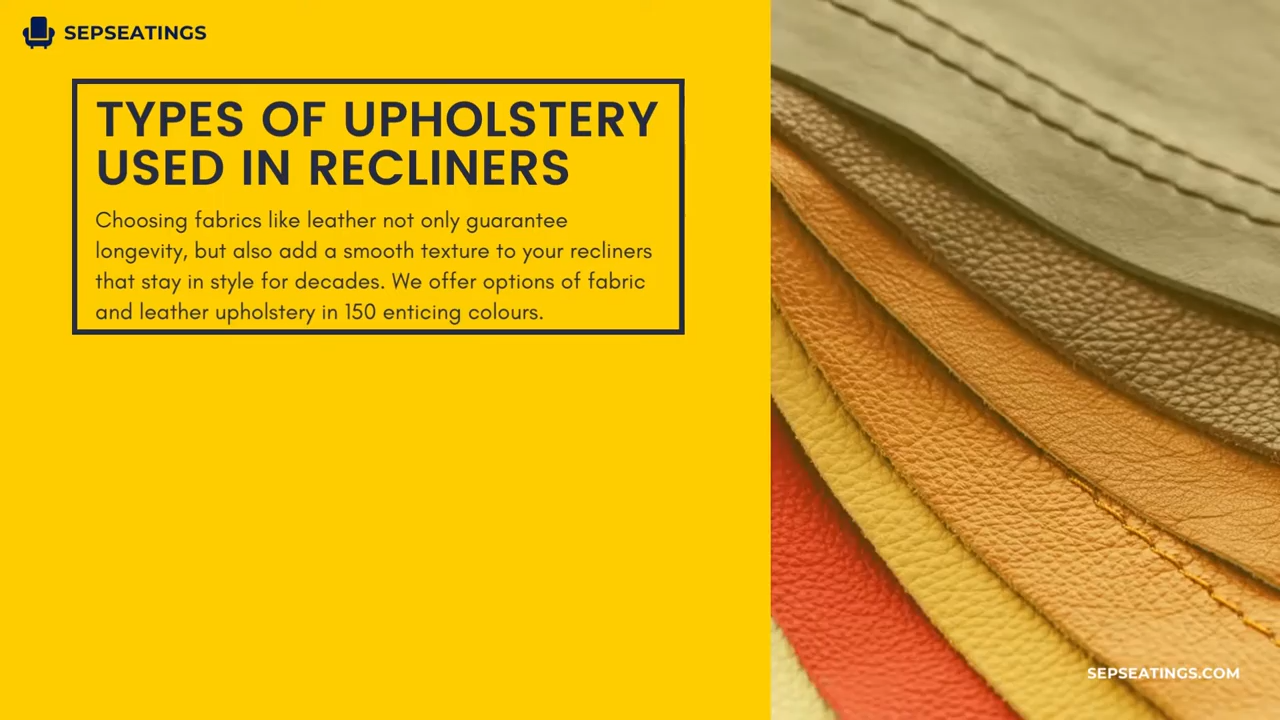 SEPSEATINGS
TYPES OF UPHOLSTERY
USED IN RECLINERS
Choosing fabrics like leather not only guarantee
longevity, but also add a smooth texture to your recliners
that stay in style for decades. We offer options of fabric
and leather upholstery in 150 enticing colours.
SEPSEATINGS.COM